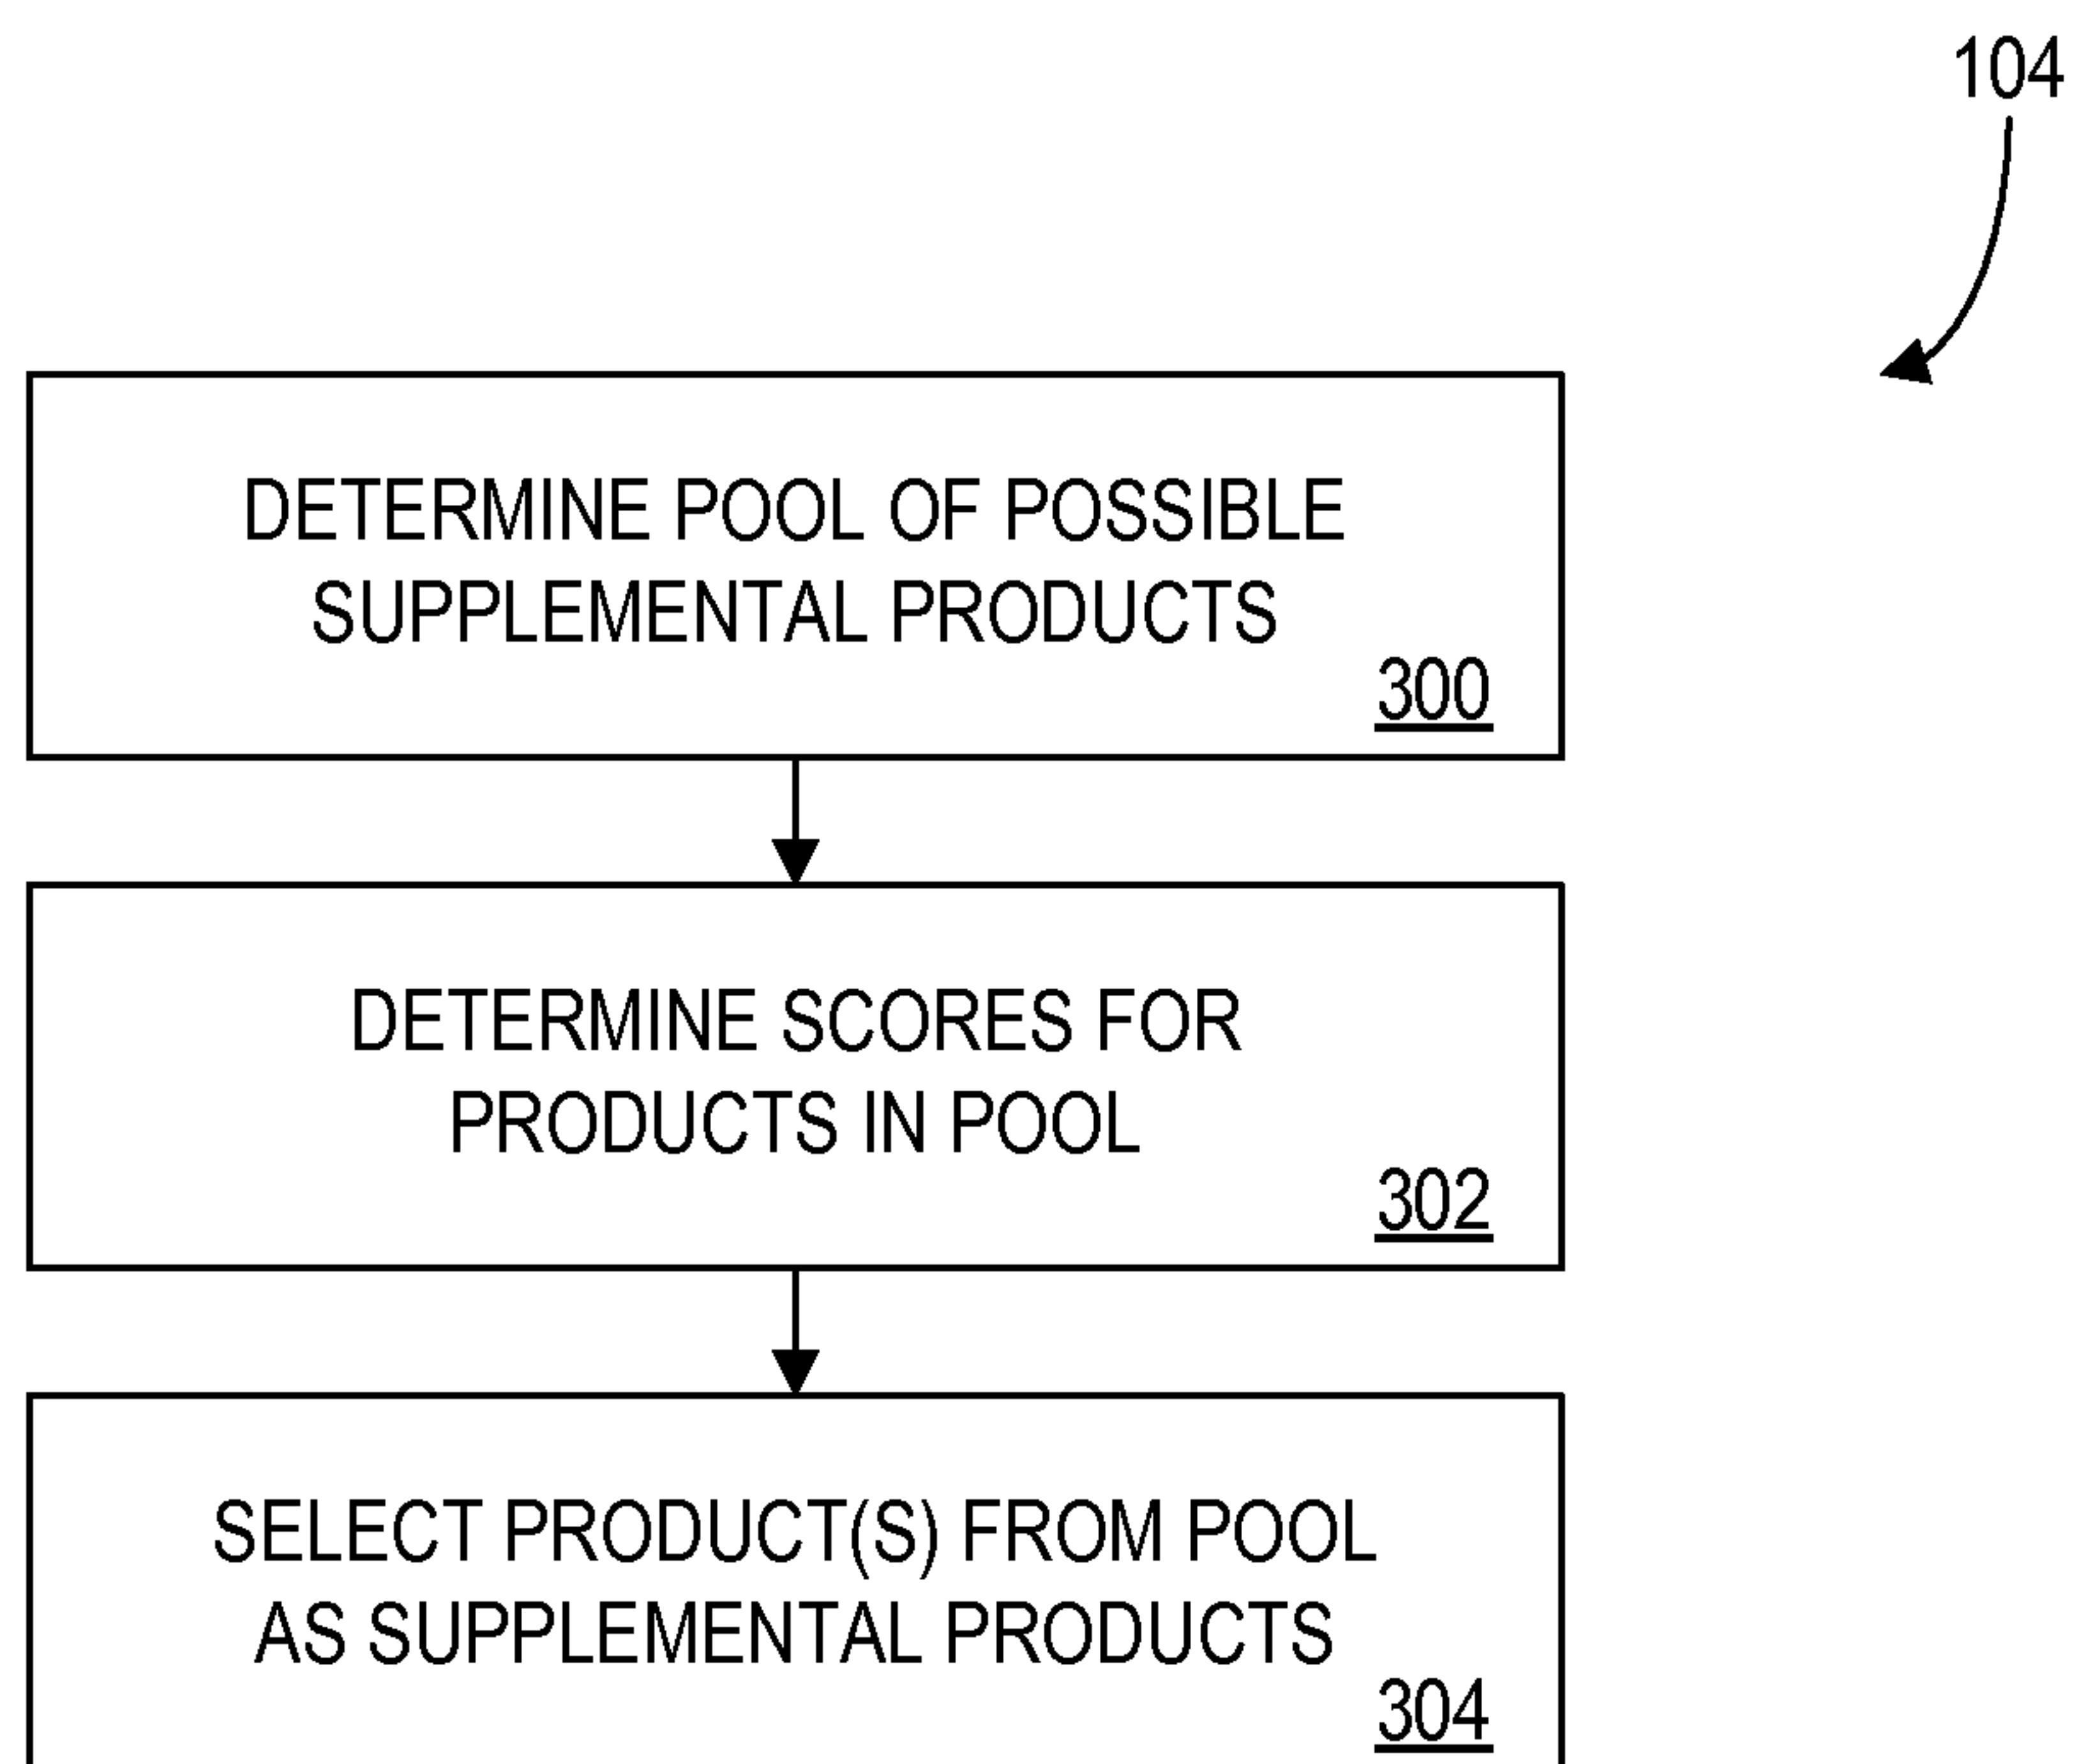 104
DETERMINE POOL OF POSSIBLE
SUPPLEMENTAL PRODUCTS
300
DETERMINE SCORES FOR
PRODUCTS IN POOL
302
SELECT PRODUCT(S) FROM POOL
AS SUPPLEMENTAL PRODUCTS
304